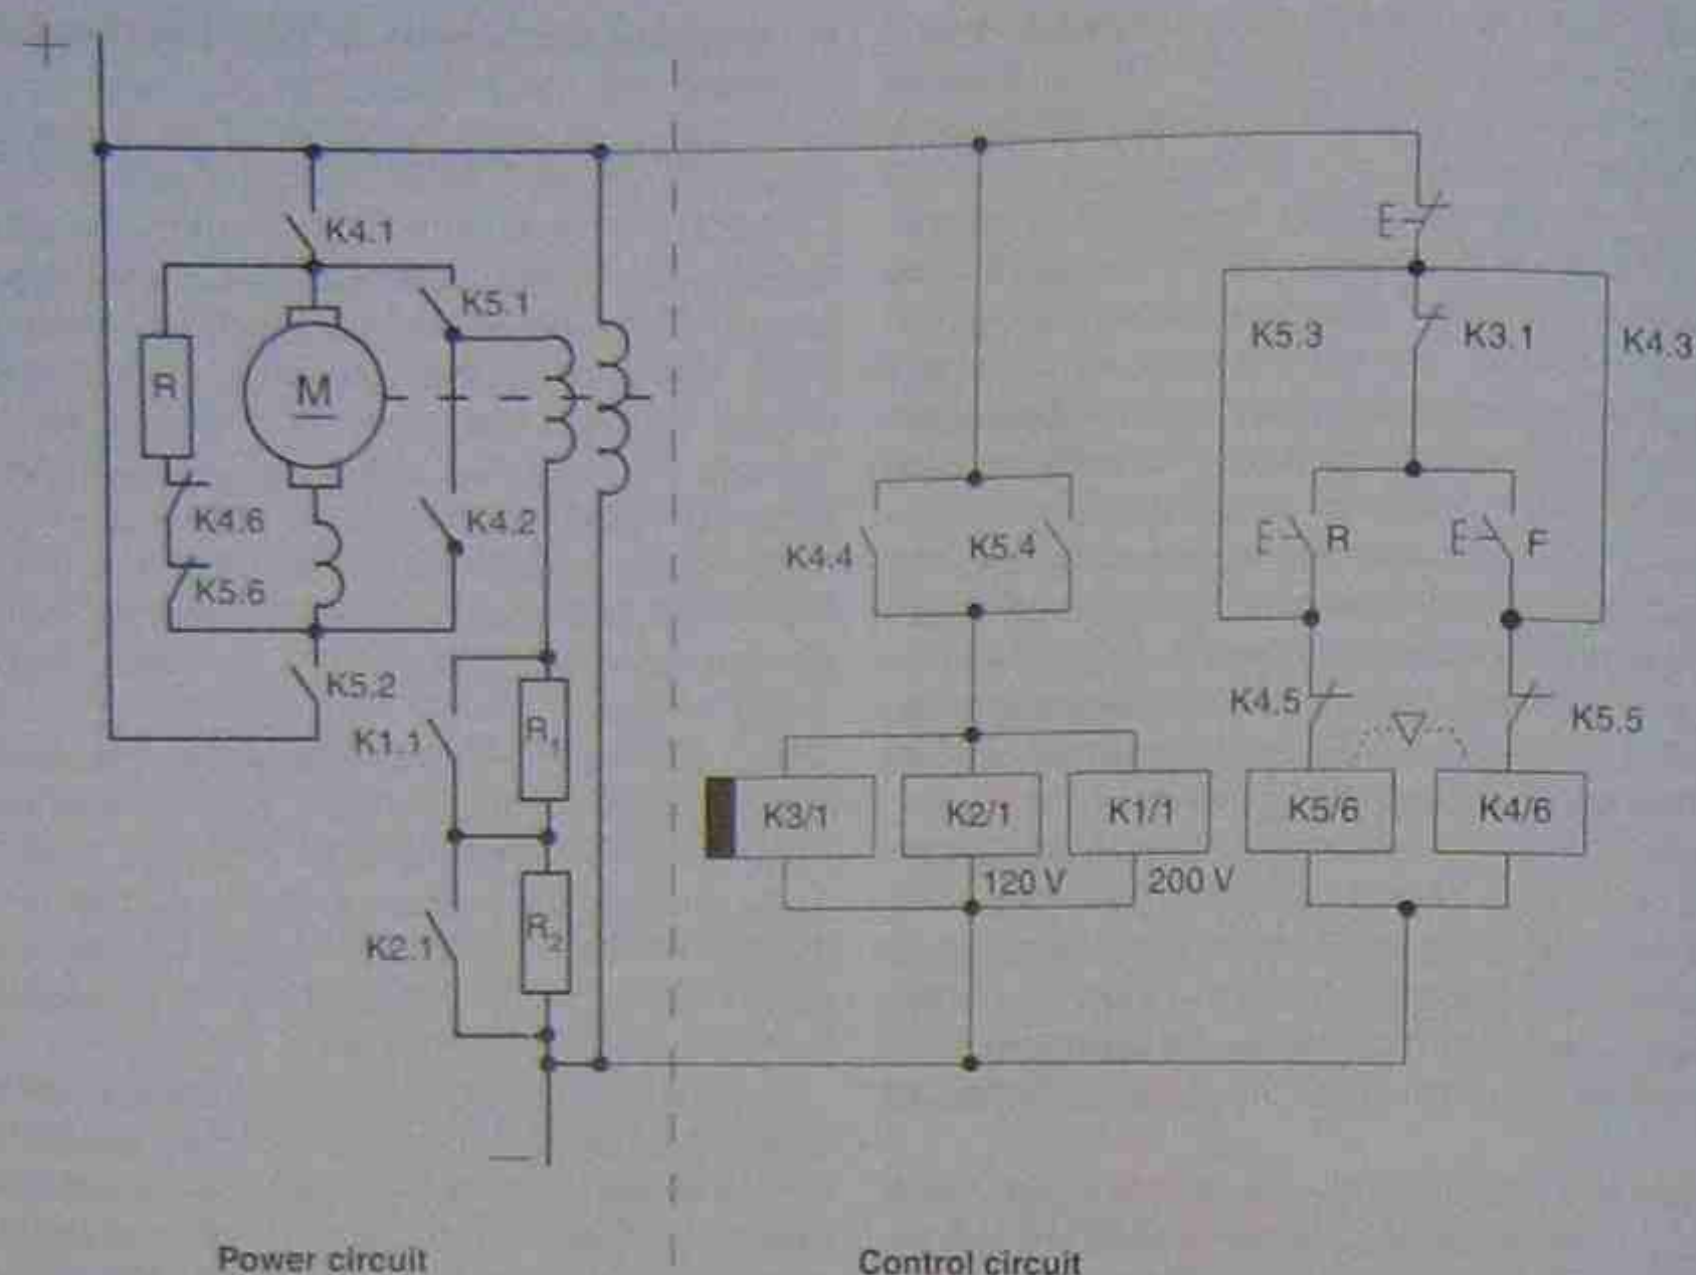 +
K4.1
K5.1
K5.3
K3.1
K4.3
R
M
K4.6
K4.2
K4.4
K5.4
E
R
E
F
K5.6
K5.2
K4.5
K5.5
K1.1
R1
K3/1
K2/1
K1/1
K5/6
K4/6
120 V
200 V
K2.1
R2
—
Power circuit
Control circuit